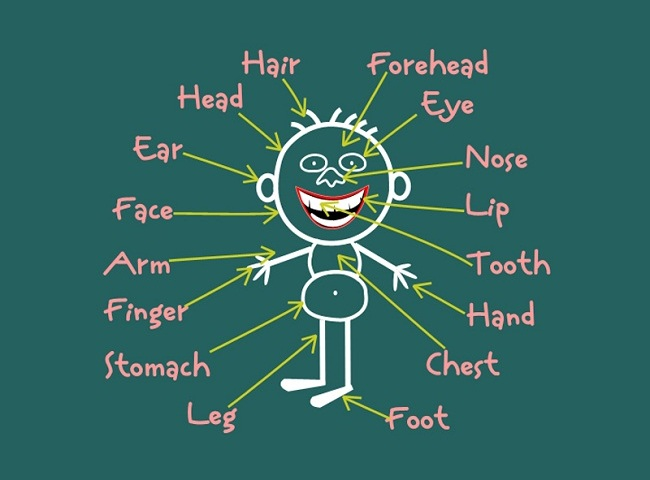 Hair
Forehead
Head
Eye
Ear
Nose
Face
Lip
Arm
Tooth
Finger
Hand
Stomach
Chest
Leg
Foot